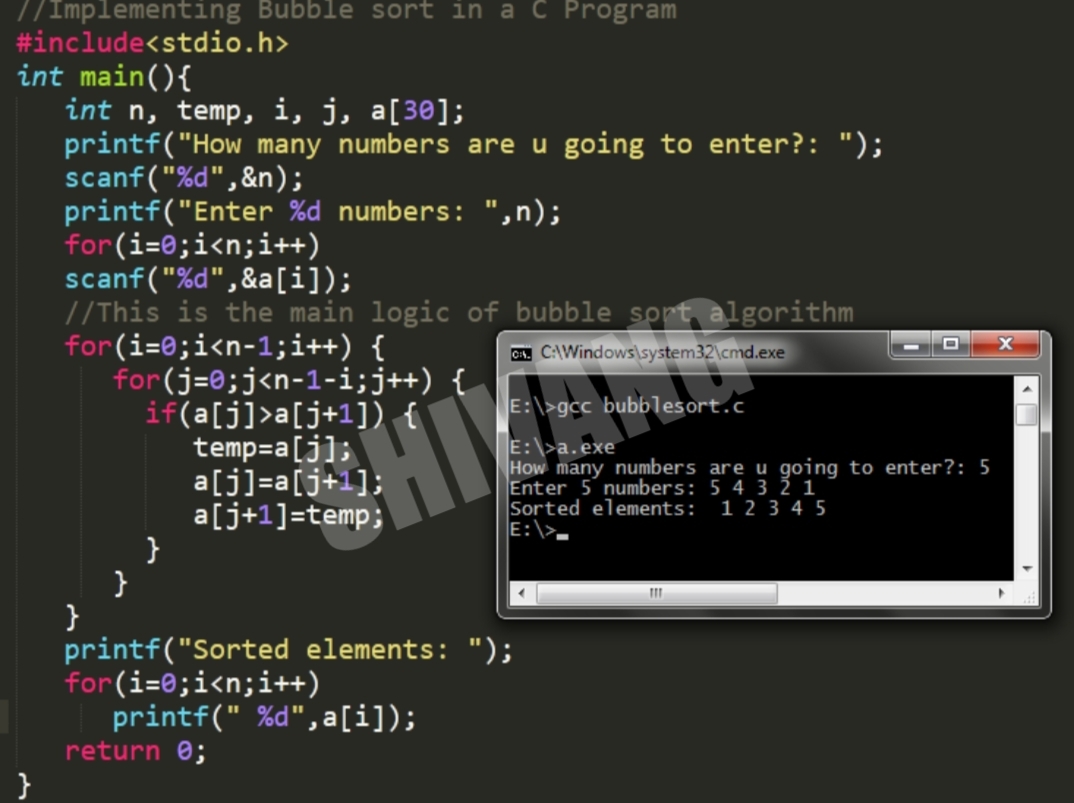 //Implementing Bubble sort in a C Program
#include<stdio.h>
int main(){
int n, temp, i, j, a[30];
printf("How many numbers are u going to enter?: ");
scanf("%d",&n);
printf("Enter %d numbers: ",n);
for(i=0;i<n;i++)
scanf("%d",&a[i]);
//This is the main logic of bubble sort algorithm
for(i=0;i<n-1;i++) {
for(j=0;j<n-1-i;j++) {
if(a[j]>a[j+1]) {
temp=a[j];
a[j]=a[j+1];
a[j+1]=temp;
}
}
}
printf("Sorted elements: ");
for(i=0;i<n;i++)
printf(" %d",a[i]);
return 0;
}
SHIVANG
C:\Windows\system32\cmd.exe
E:\>gcc bubblesort.c
E:\>a.exe
How many numbers are u going to enter?: 5
Enter 5 numbers: 5 4 3 2 1
Sorted elements:  1 2 3 4 5
E:\>_